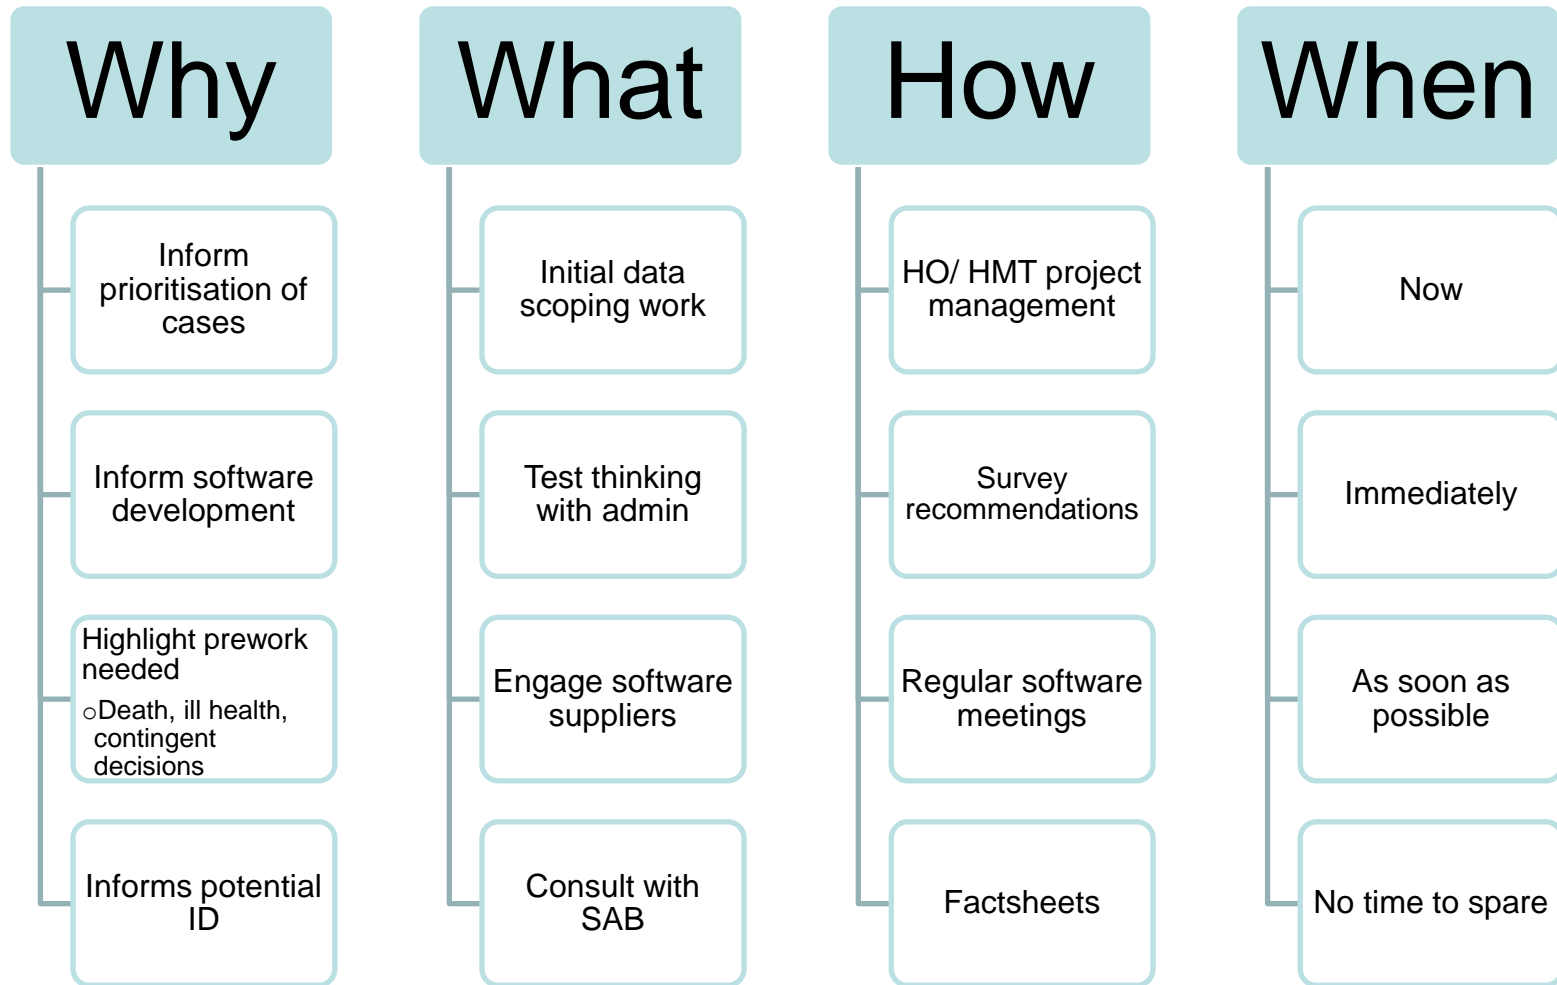 Why
Inform
prioritisation of
cases
Inform software
development
Highlight prework
needed
oDeath, ill health,
contingent
decisions
Informs potential
ID
What
Initial data
scoping work
Test thinking
with admin
Engage software
suppliers
Consult with
SAB
How
HO/ HMT project
management
Survey
recommendations
Regular software
meetings
Factsheets
When
Now
Immediately
As soon as
possible
No time to spare